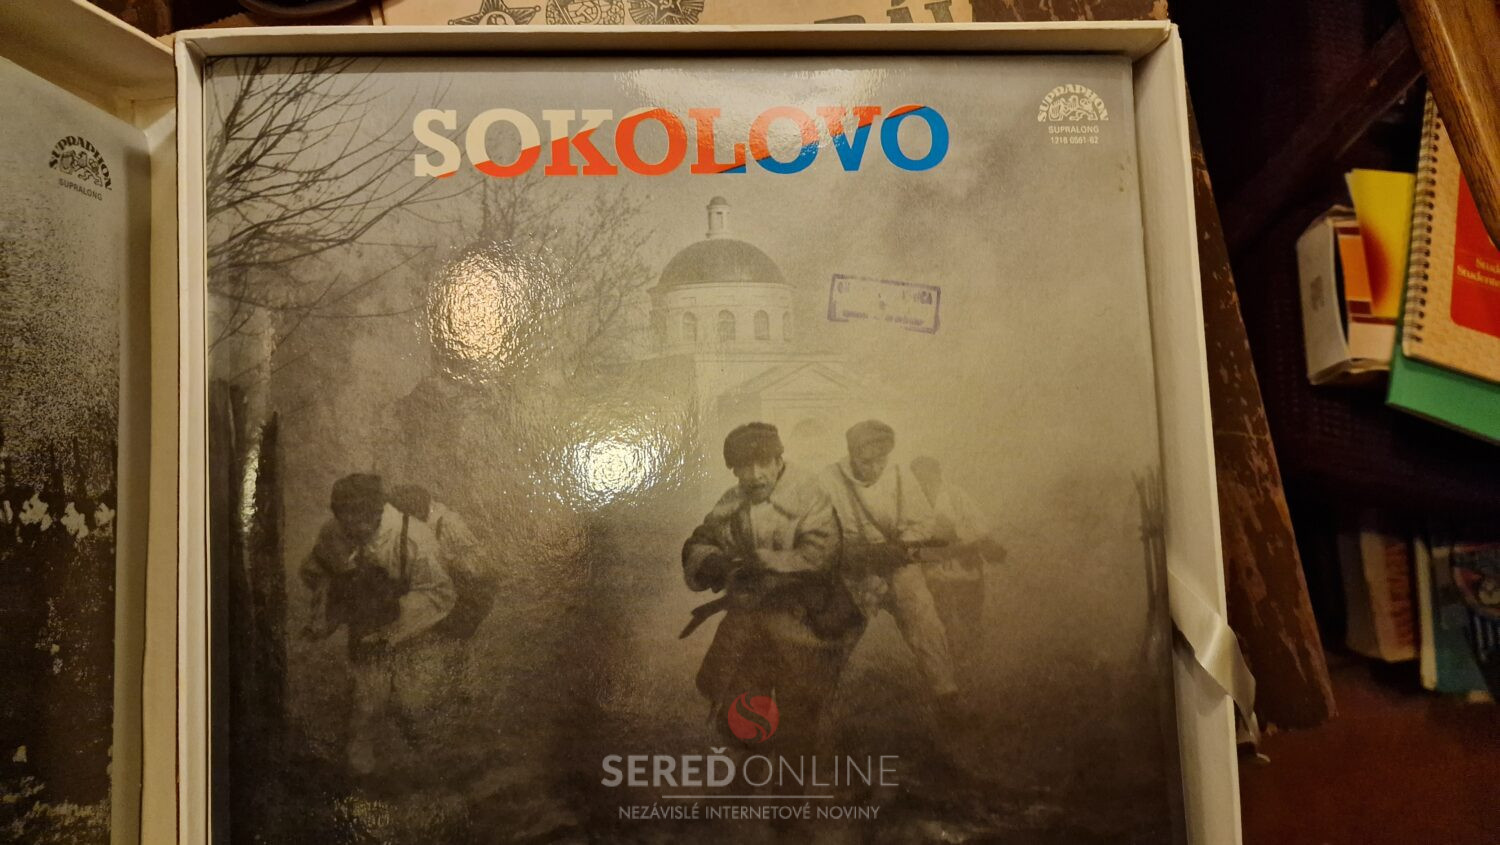 SOKOLOVO
SUPRAPHON
SUPRALONG
1218 0561-62
SUPRAPHON
SUPRALONG
SEREĎONLINE
NEZÁVISLÉ INTERNETOVÉ NOVINY